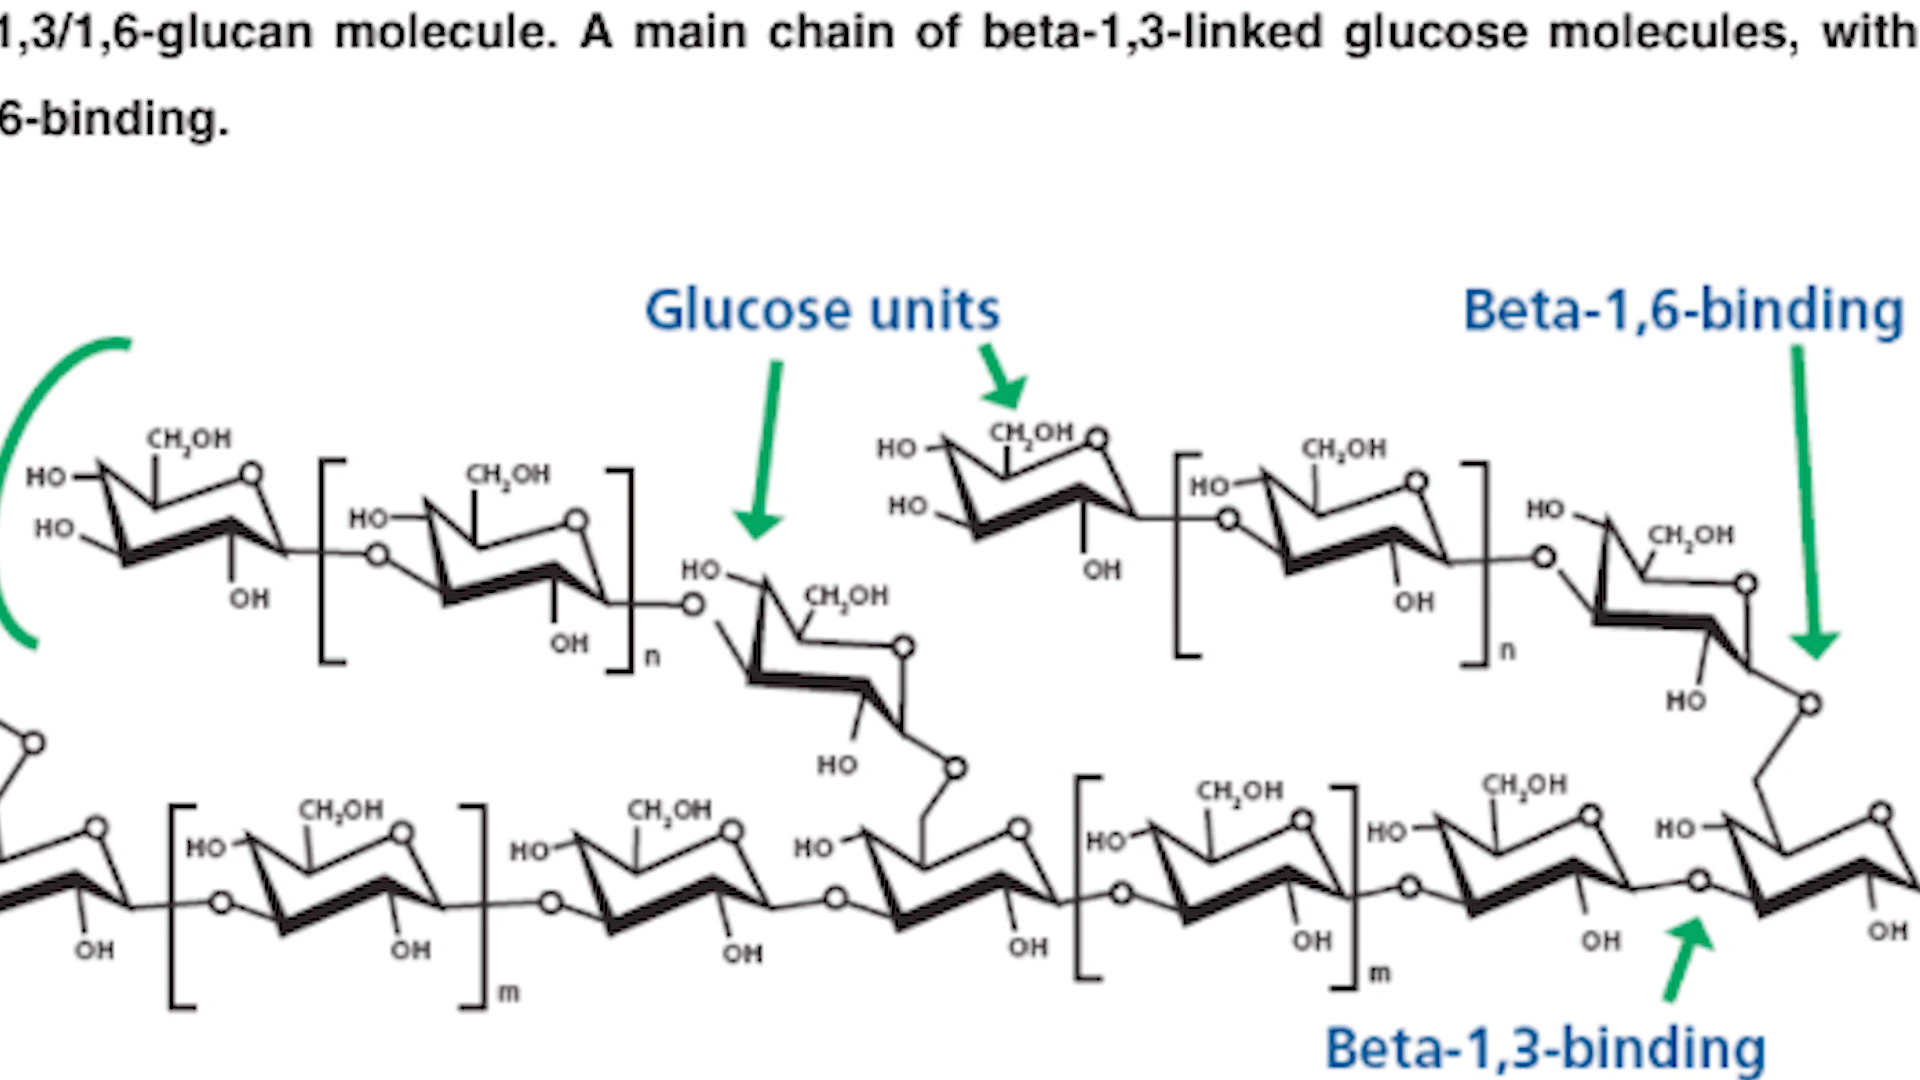 1,3/1,6-glucan molecule. A main chain of beta-1,3-linked glucose molecules, with
6-binding.
Glucose units
Beta-1,6-binding
CH₂OH HO HO OH
CH₂OH HO OH n
HO CH₂OH HO
CH₂OH HO HO OH
CH₂OH HO OH n
HO CH₂OH HO
OH
CH₂OH HO OH m
CH₂OH HO OH
HO OH
CH₂OH HO OH m
CH₂OH HO OH
HO OH
Beta-1,3-binding